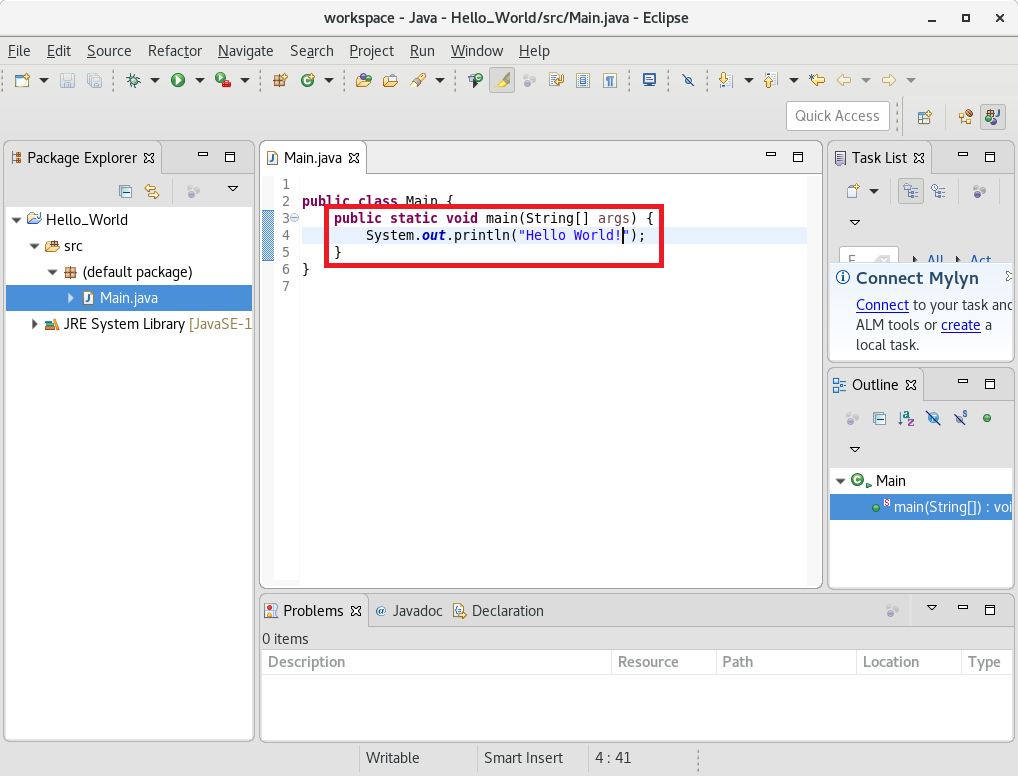 workspace - Java - Hello_World/src/Main.java - Eclipse
File Edit Source Refactor Navigate Search Project Run Window Help
Quick Access
Package Explorer
Hello_World
src
(default package)
Main.java
JRE System Library [JavaSE-1
Main.java
1
2 public class Main {
3 public static void main(String[] args) {
4 System.out.println("Hello World!");
5 }
6 }
7
Task List
All Act
Connect Mylyn
Connect to your task and
ALM tools or create a
local task.
Outline
Main
main(String[]) : voi
Problems Javadoc Declaration
0 items
Description Resource Path Location Type
Writable Smart Insert 4 : 41